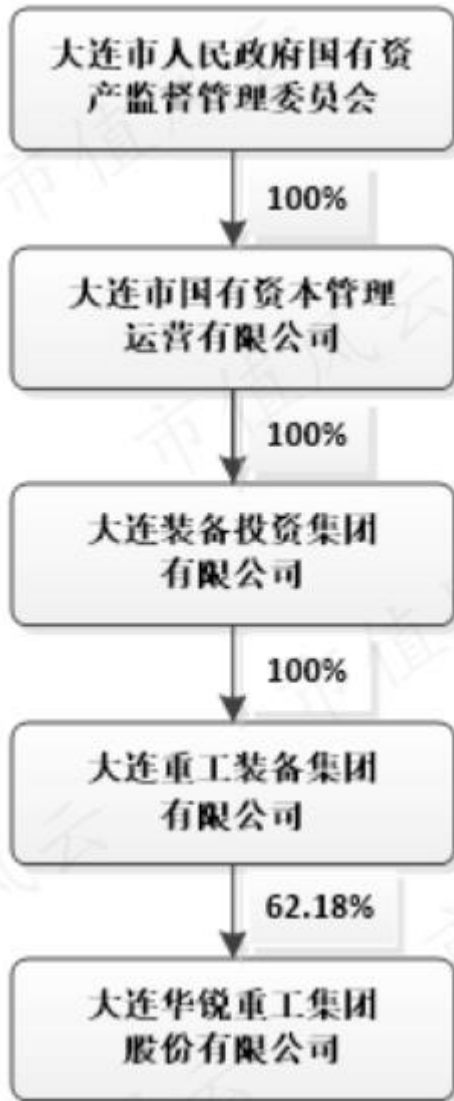 大连市人民政府国有资
产监督管理委员会
100%
大连市国有资本管理
运营有限公司
100%
大连装备投资集团
有限公司
100%
大连重工装备集团
有限公司
62.18%
大连华锐重工集团
股份有限公司
市值风云